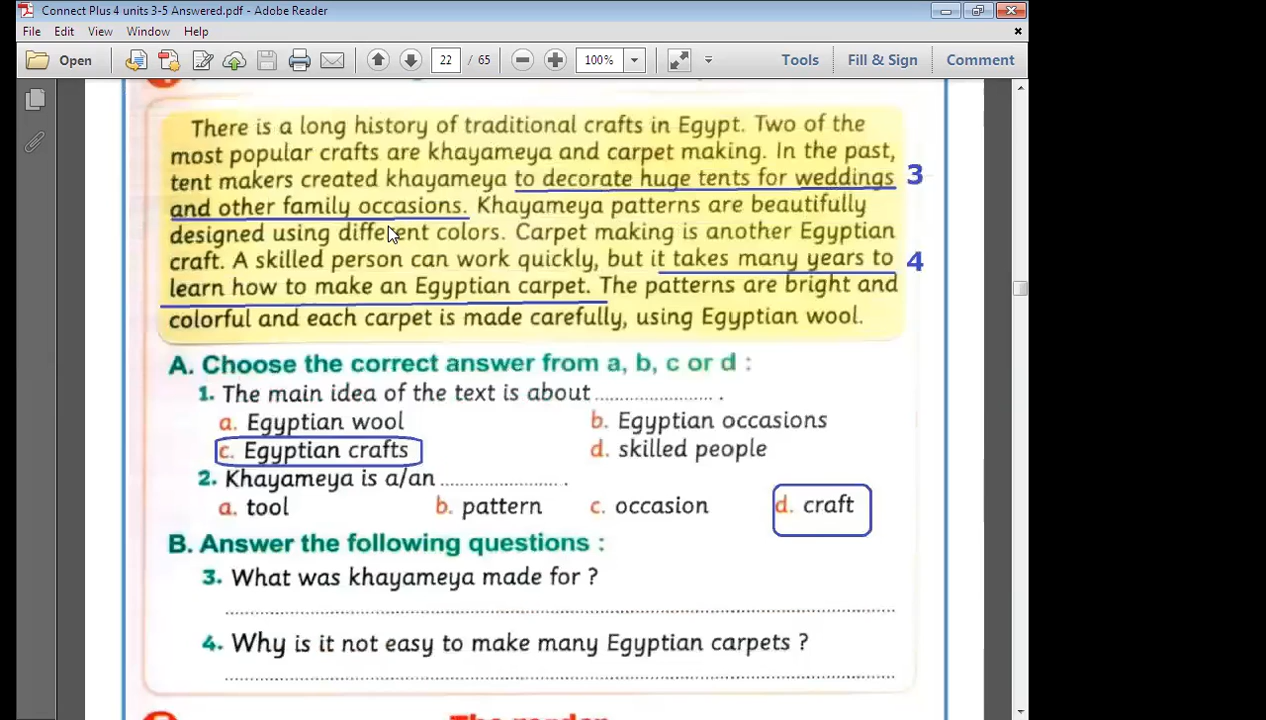 Connect Plus 4 units 3-5 Answered.pdf - Adobe Reader
File Edit View Window Help
Open 22 / 65 100% Tools Fill & Sign Comment
There is a long history of traditional crafts in Egypt. Two of the
most popular crafts are khayameya and carpet making. In the past,
tent makers created khayameya to decorate huge tents for weddings 3
and other family occasions. Khayameya patterns are beautifully
designed using different colors. Carpet making is another Egyptian
craft. A skilled person can work quickly, but it takes many years to 4
learn how to make an Egyptian carpet. The patterns are bright and
colorful and each carpet is made carefully, using Egyptian wool.
A. Choose the correct answer from a, b, c or d :
1. The main idea of the text is about ........................ .
a. Egyptian wool b. Egyptian occasions
c. Egyptian crafts d. skilled people
2. Khayameya is a/an ........................ .
a. tool b. pattern c. occasion d. craft
B. Answer the following questions :
3. What was khayameya made for ?
4. Why is it not easy to make many Egyptian carpets ?
The reader